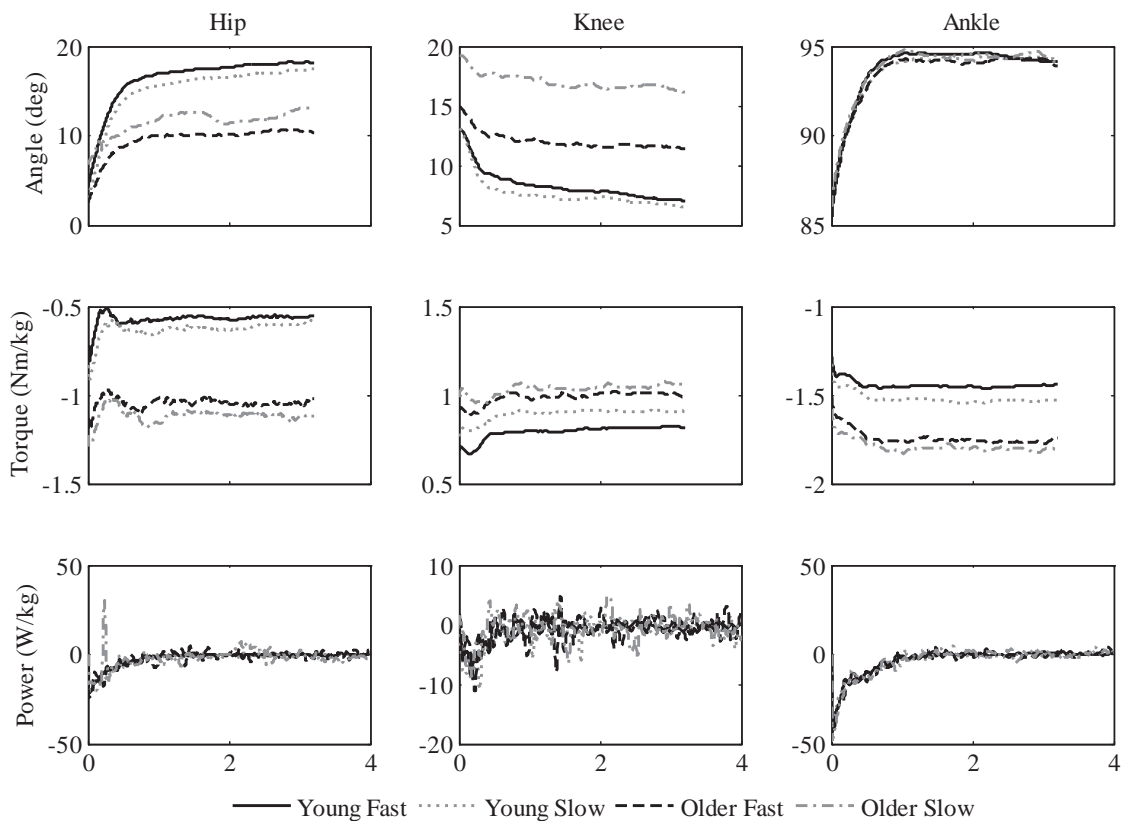 Hip Knee Ankle
20 20 95
Angle (deg)
10 15 90
10
0 5 85
-0.5 1.5 -1
Torque (Nm/kg)
-1 1 -1.5
-1.5 0.5 -2
50 10 50
Power (W/kg)
0 0 0
-10
-50 -20 -50
0 2 4 0 2 4 0 2 4
Young Fast Young Slow Older Fast Older Slow